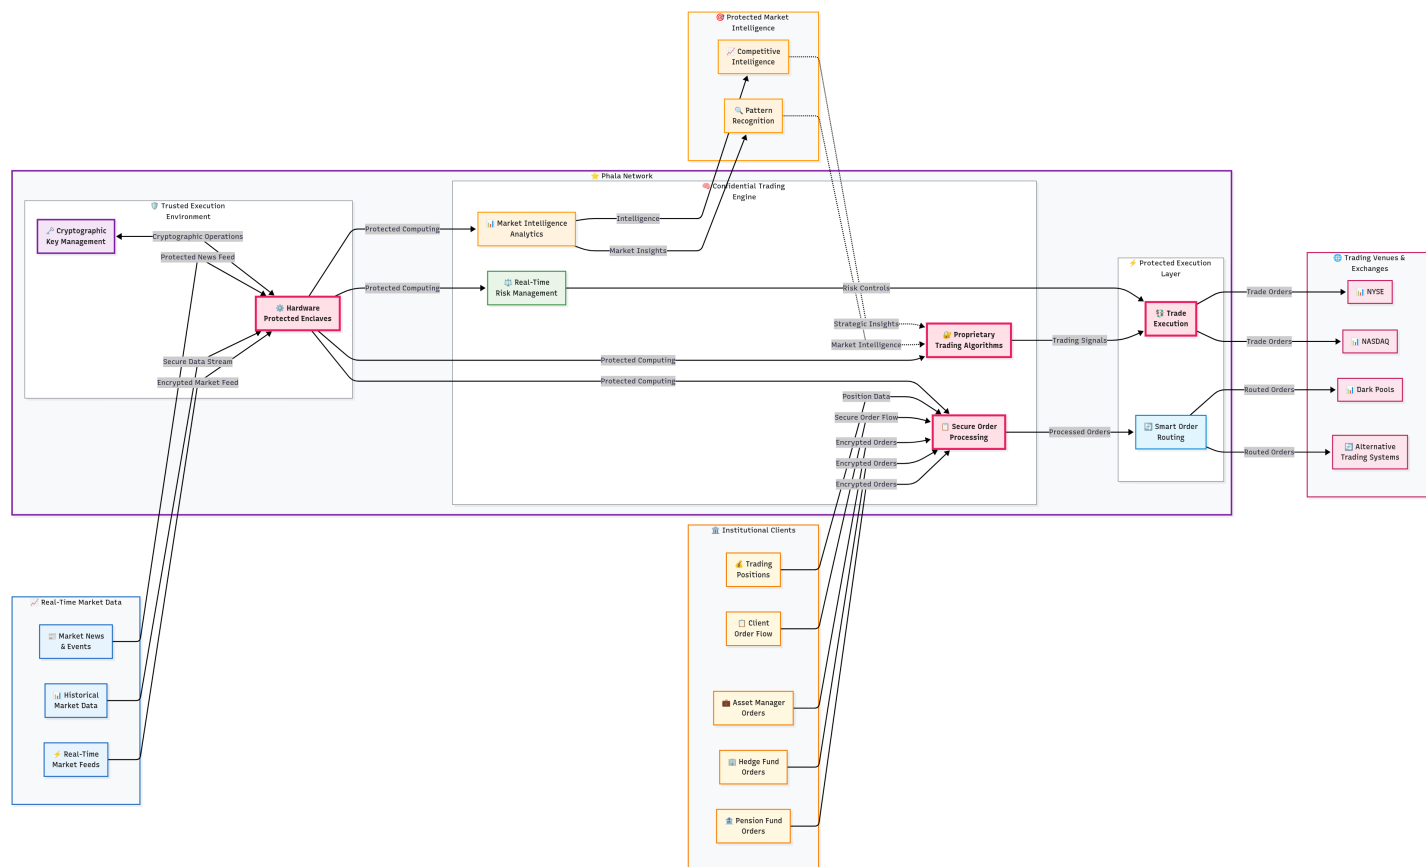 🎯 Protected Market
Intelligence
📈 Competitive
Intelligence
🔍 Pattern
Recognition
⭐ Phala Network
🛡️ Trusted Execution
Environment
🗝️ Cryptographic
Key Management
Cryptographic Operations
Protected News Feed
⚙️ Hardware
Protected Enclaves
Secure Data Stream
Encrypted Market Feed
Protected Computing
Protected Computing
Protected Computing
Protected Computing
🧠 Confidential Trading
Engine
📊 Market Intelligence
Analytics
Intelligence
Market Insights
⚖️ Real-Time
Risk Management
Risk Controls
Strategic Insights
Market Intelligence
🔐 Proprietary
Trading Algorithms
Trading Signals
Position Data
Secure Order Flow
Encrypted Orders
Encrypted Orders
Encrypted Orders
📋 Secure Order
Processing
Processed Orders
⚡ Protected Execution
Layer
💱 Trade
Execution
🔄 Smart Order
Routing
Trade Orders
Trade Orders
Routed Orders
Routed Orders
🌐 Trading Venues &
Exchanges
📊 NYSE
📊 NASDAQ
📊 Dark Pools
🔄 Alternative
Trading Systems
🏛️ Institutional Clients
💰 Trading
Positions
📋 Client
Order Flow
💼 Asset Manager
Orders
🏢 Hedge Fund
Orders
🏦 Pension Fund
Orders
📈 Real-Time Market Data
📰 Market News
& Events
📊 Historical
Market Data
⚡ Real-Time
Market Feeds